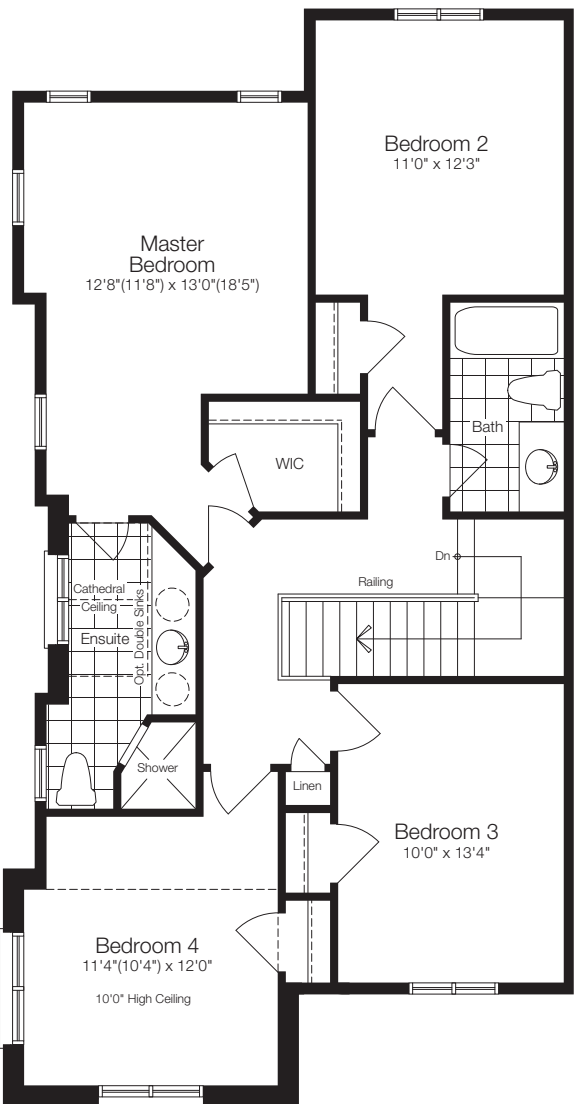 Bedroom 2
11'0" x 12'3"
Master
Bedroom
12'8"(11'8") x 13'0"(18'5")
Bath
WIC
Dn
Railing
Cathedral
Ceiling
Ensuite
Opt. Double Sinks
Shower
Linen
Bedroom 3
10'0" x 13'4"
Bedroom 4
11'4"(10'4") x 12'0"
10'0" High Ceiling